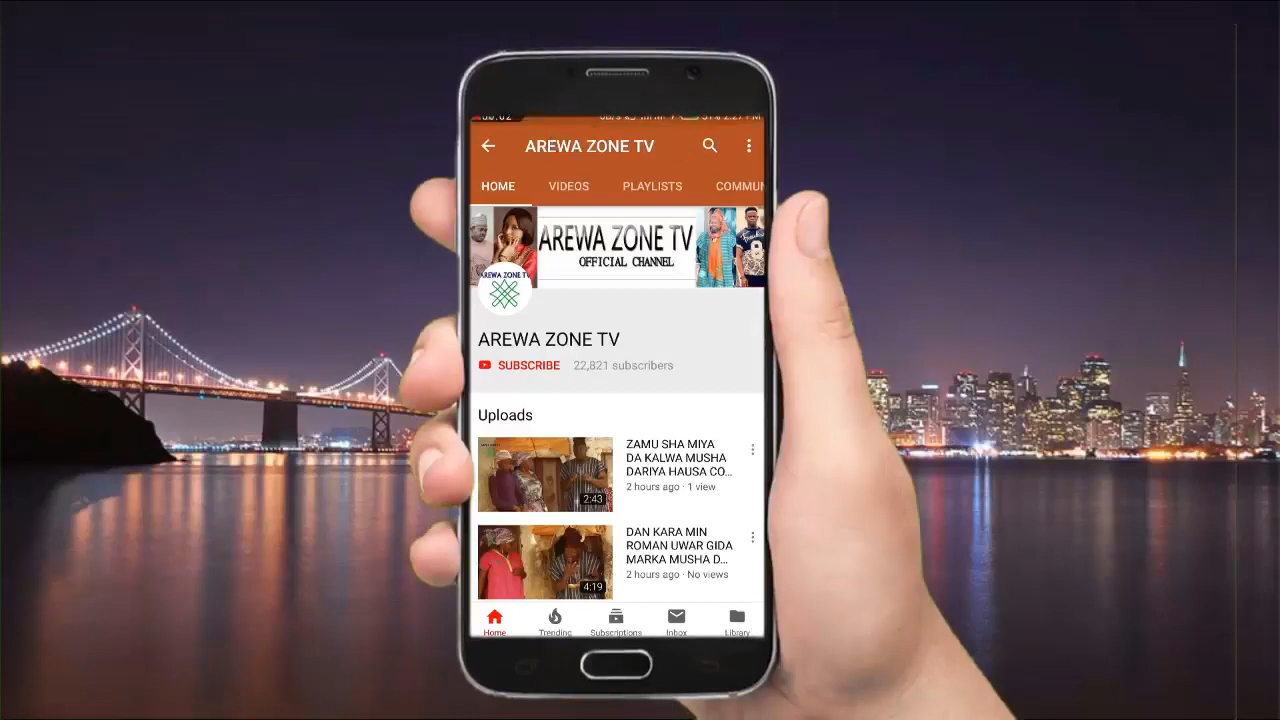 AREWA ZONE TV
HOME VIDEOS PLAYLISTS COMMUN
AREWA ZONE TV
OFFICIAL CHANNEL
AREWA ZONE TV
AREWA ZONE TV
SUBSCRIBE 22,821 subscribers
Uploads
ZAMU SHA MIYA
DA KALWA MUSHA
DARIYA HAUSA CO...
2 hours ago · 1 view
2:43
DAN KARA MIN
ROMAN UWAR GIDA
MARKA MUSHA D...
2 hours ago · No views
4:19
Home Trending Subscriptions Inbox Library